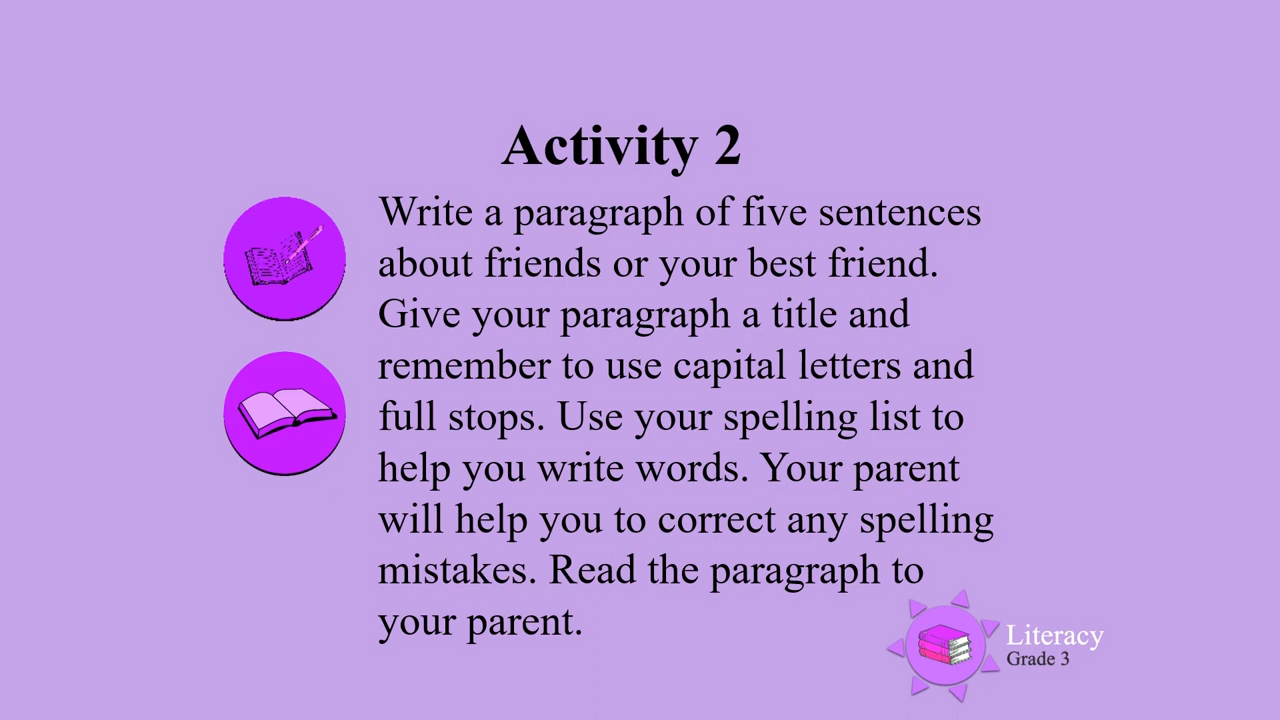 Activity 2
Write a paragraph of five sentences
about friends or your best friend.
Give your paragraph a title and
remember to use capital letters and
full stops. Use your spelling list to
help you write words. Your parent
will help you to correct any spelling
mistakes. Read the paragraph to
your parent.
Literacy
Grade 3